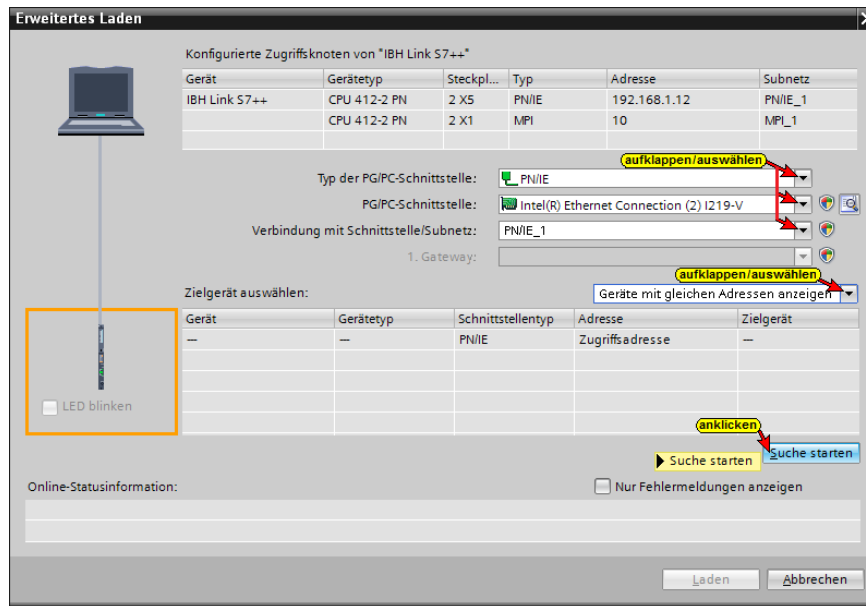 Erweitertes Laden
Konfigurierte Zugriffsknoten von "IBH Link S7++"
Gerät Gerätetyp Steckpl... Typ Adresse Subnetz
IBH Link S7++ CPU 412-2 PN 2 X5 PN/IE 192.168.1.12 PN/IE_1
CPU 412-2 PN 2 X1 MPI 10 MPI_1
aufklappen/auswählen
Typ der PG/PC-Schnittstelle: PN/IE
PG/PC-Schnittstelle: Intel(R) Ethernet Connection (2) I219-V
Verbindung mit Schnittstelle/Subnetz: PN/IE_1
1. Gateway:
aufklappen/auswählen
Zielgerät auswählen: Geräte mit gleichen Adressen anzeigen
Gerät Gerätetyp Schnittstellentyp Adresse Zielgerät
— — PN/IE Zugriffsadresse —
LED blinken
anklicken
Suche starten
Suche starten
Online-Statusinformation: Nur Fehlermeldungen anzeigen
Laden Abbrechen